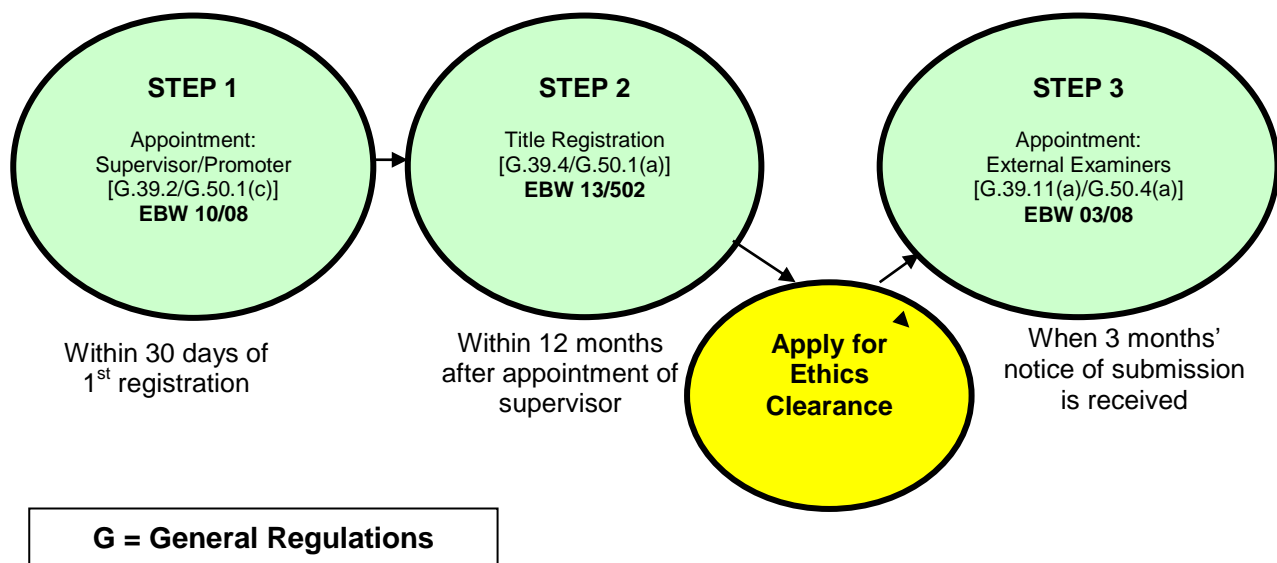 STEP 1
Appointment:
Supervisor/Promoter
[G.39.2/G.50.1(c)]
EBW 10/08
Within 30 days of
1st registration
STEP 2
Title Registration
[G.39.4/G.50.1(a)]
EBW 13/502
Within 12 months
after appointment of
supervisor
Apply for
Ethics
Clearance
STEP 3
Appointment:
External Examiners
[G.39.11(a)/G.50.4(a)]
EBW 03/08
When 3 months’
notice of submission
is received
G = General Regulations